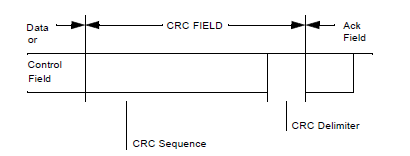 Data
or
Control
Field
CRC FIELD
Ack
Field
CRC Sequence
CRC Delimiter